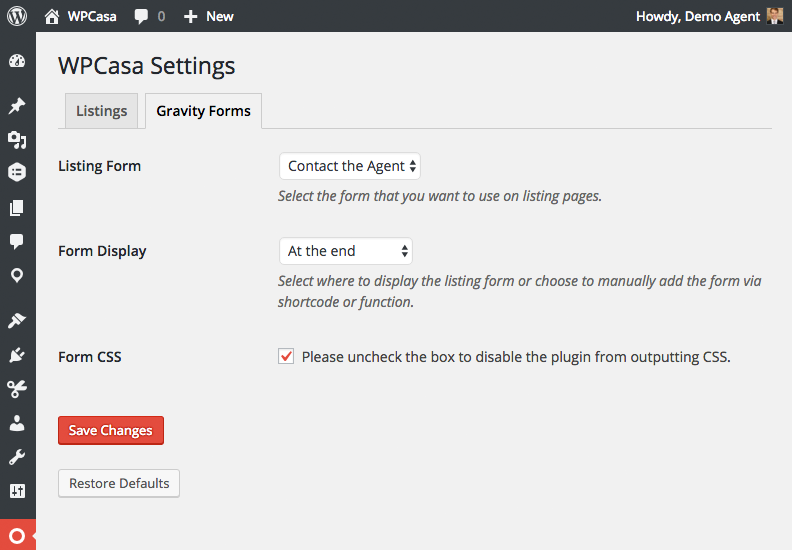 WPCasa 0 New Howdy, Demo Agent
WPCasa Settings
Listings Gravity Forms
Listing Form Contact the Agent
Select the form that you want to use on listing pages.
Form Display At the end
Select where to display the listing form or choose to manually add the form via
shortcode or function.
Form CSS Please uncheck the box to disable the plugin from outputting CSS.
Save Changes
Restore Defaults